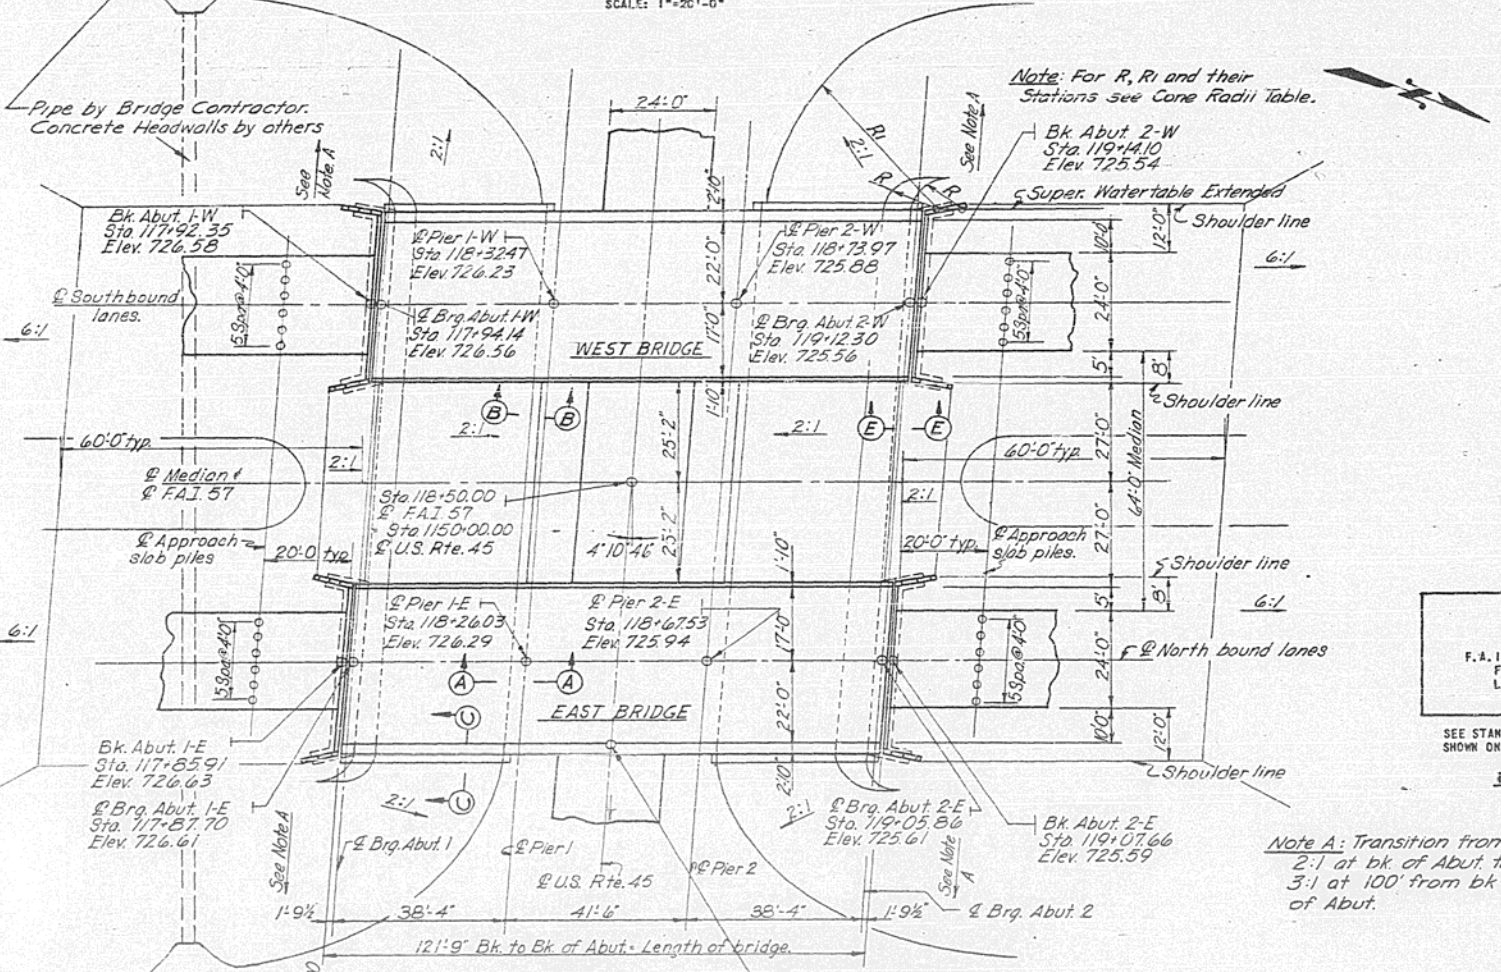 SCALE: 1"=20'-0"
Note: For R, R1 and their
Stations see Cone Radii Table.
Pipe by Bridge Contractor.
Concrete Headwalls by others
24'-0"
2:1
R1
2:1
R
R
See Note A
See
Note A
Bk. Abut. 2-W
Sta. 119+14.10
Elev. 725.54
℄ Super. Watertable Extended
Shoulder line
Bk. Abut. 1-W
Sta. 117+92.35
Elev. 726.58
℄ Pier 1-W
Sta. 118+32.47
Elev. 726.23
2'-10"
22'-0"
℄ Pier 2-W
Sta. 118+73.97
Elev. 725.88
10'-0"
12'-0"
6:1
℄ Southbound
lanes.
5 Spa. @ 4'-0"
℄ Brg. Abut. 1-W
Sta. 117+94.14
Elev. 726.56
WEST BRIDGE
17'-0"
℄ Brg. Abut. 2-W
Sta. 119+12.30
Elev. 725.56
5 Spa. @ 4'-0"
24'-0"
6:1
5'
8'
Shoulder line
1'-10"
B
B
E
E
2:1
2:1
25'-2"
27'-0"
64'-0" Median
60'-0" typ.
2:1
60'-0" typ.
℄ Median &
℄ F.A.I. 57
Sta. 118+50.00
℄ F.A.I. 57
Sta. 1150+00.00
℄ U.S. Rte. 45
4°10'46"
25'-2"
2:1
27'-0"
℄ Approach
slab piles
20'-0 typ.
20'-0" typ.
℄ Approach
slab piles.
1'-10"
Shoulder line
5'
8'
6:1
6:1
℄ Pier 1-E
Sta. 118+26.03
Elev. 726.29
℄ Pier 2-E
Sta. 118+67.53
Elev. 725.94
17'-0"
5 Spa. @ 4'-0"
5 Spa. @ 4'-0"
24'-0"
℄ North bound lanes
A
A
C
EAST BRIDGE
22'-0"
10'-0"
12'-0"
Shoulder line
F.A.I
SEE STAN
SHOWN ON
Bk. Abut. 1-E
Sta. 117+85.91
Elev. 726.63
℄ Brg. Abut. 1-E
Sta. 117+87.70
Elev. 726.61
2:1
C
2'-10"
2:1
℄ Brg. Abut. 2-E
Sta. 119+05.86
Elev. 725.61
Bk. Abut. 2-E
Sta. 119+07.66
Elev. 725.59
See Note A
℄ Brg. Abut. 1
℄ Pier 1
℄ U.S. Rte. 45
℄ Pier 2
See Note
A
Note A: Transition from
2:1 at bk. of Abut. t
3:1 at 100' from bk
of Abut.
1'-9½"
38'-4"
41'-6"
38'-4"
1'-9½"
℄ Brg. Abut. 2
121'-9" Bk. to Bk. of Abut. = Length of bridge.